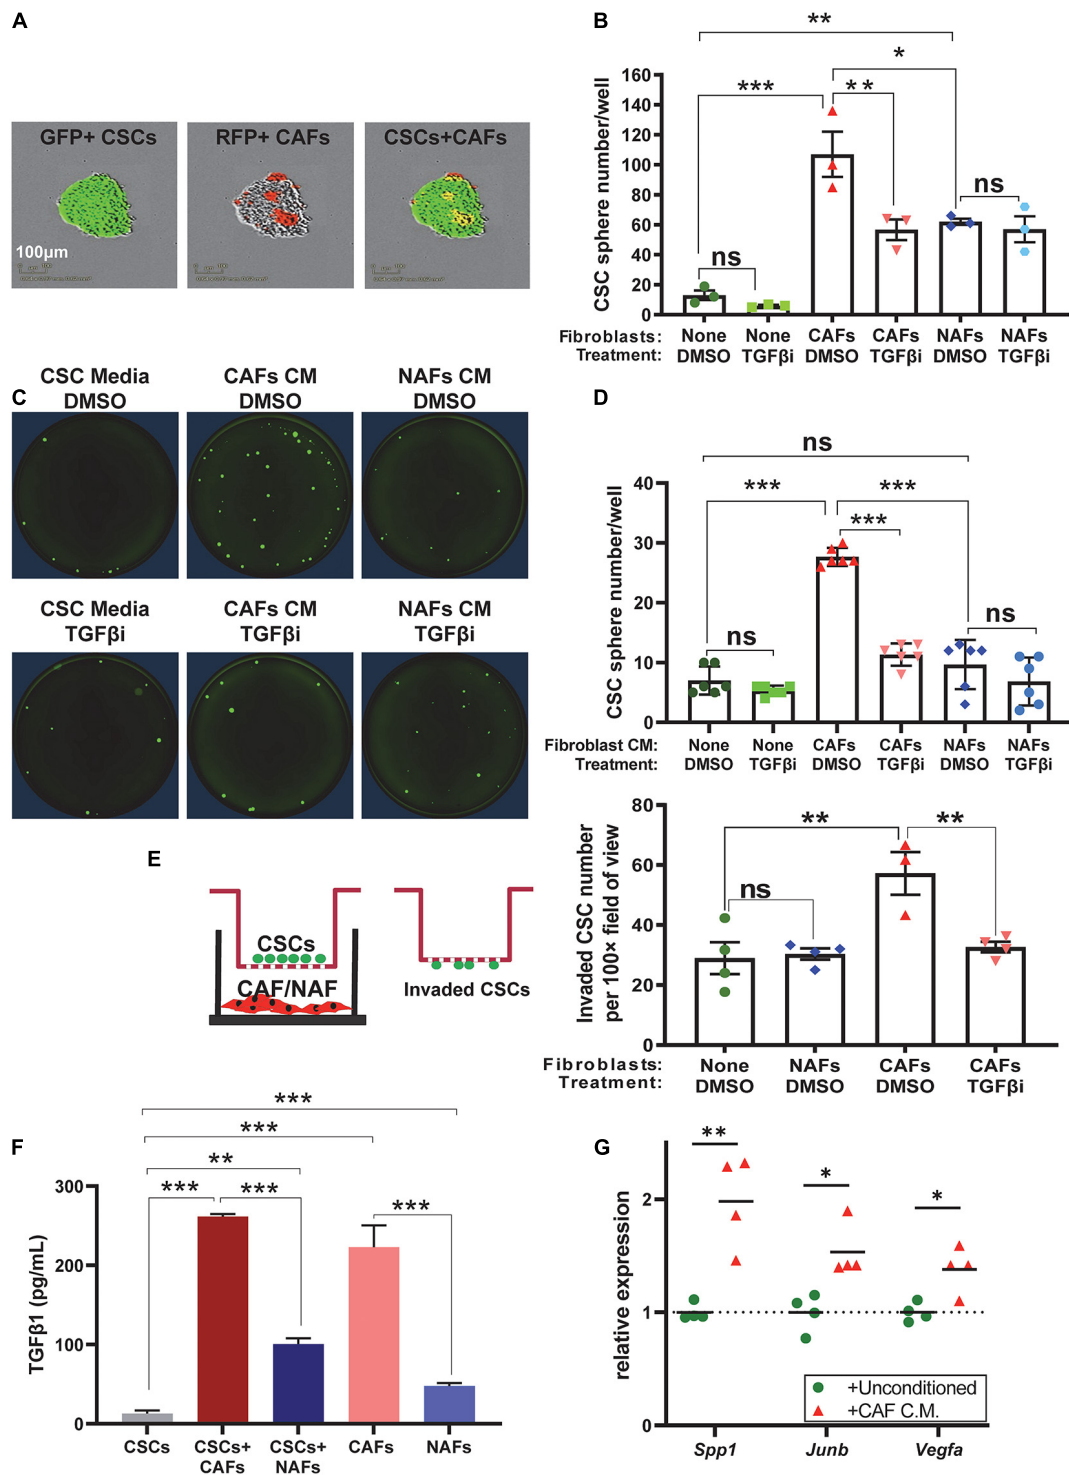 A
GFP+ CSCs
RFP+ CAFs
CSCs+CAFs
100µm
B
**
*
***
**
ns
ns
CSC sphere number/well
160
140
120
100
80
60
40
20
0
Fibroblasts: None None CAFs CAFs NAFs NAFs
Treatment: DMSO TGFβi DMSO TGFβi DMSO TGFβi
C
CSC Media
DMSO
CAFs CM
DMSO
NAFs CM
DMSO
CSC Media
TGFβi
CAFs CM
TGFβi
NAFs CM
TGFβi
D
ns
***
***
***
ns
ns
CSC sphere number/well
40
30
20
10
0
Fibroblast CM: None None CAFs CAFs NAFs NAFs
Treatment: DMSO TGFβi DMSO TGFβi DMSO TGFβi
E
CSCs
CAF/NAF
Invaded CSCs
**
**
ns
Invaded CSC number
per 100× field of view
80
60
40
20
0
Fibroblasts: None NAFs CAFs CAFs
Treatment: DMSO DMSO DMSO TGFβi
F
***
***
**
***
***
***
TGFβ1 (pg/mL)
300
200
100
0
CSCs CSCs+ CSCs+ CAFs NAFs
CAFs NAFs
G
**
*
*
relative expression
2
1
0
+Unconditioned
+CAF C.M.
Spp1 Junb Vegfa